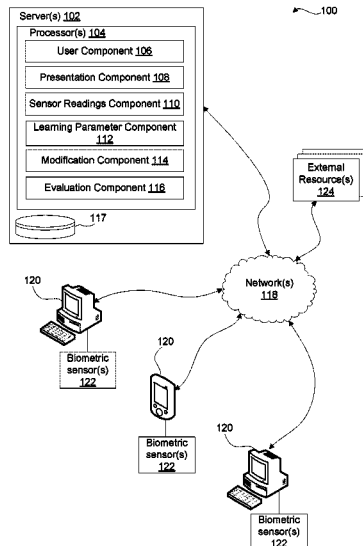 100
Server(s) 102
Processor(s) 104
User Component 106
Presentation Component 108
Sensor Readings Component 110
Learning Parameter Component
112
Modification Component 114
Evaluation Component 116
117
External
Resource(s)
124
Network(s)
118
120
Biometric
sensor(s)
122
120
Biometric
sensor(s)
122
120
Biometric
sensor(s)
122